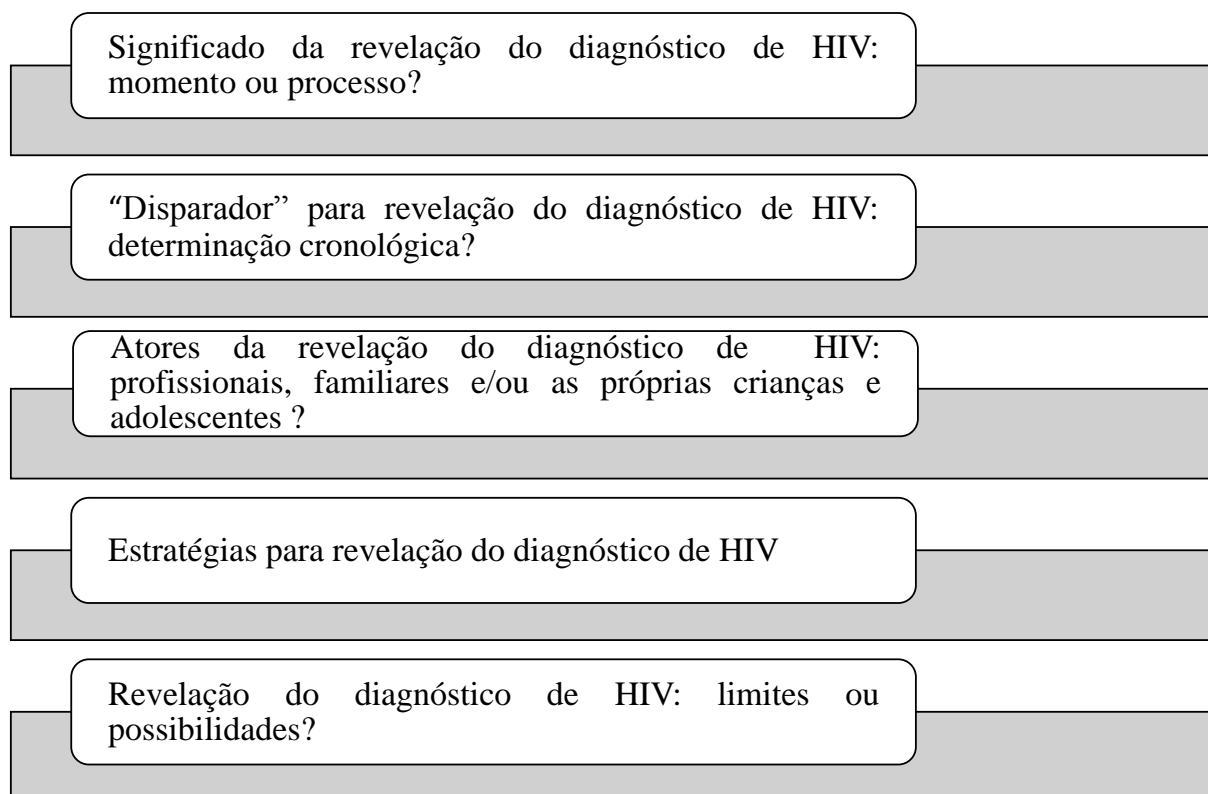 Significado da revelação do diagnóstico de HIV:
momento ou processo?
“Disparador” para revelação do diagnóstico de HIV:
determinação cronológica?
Atores da revelação do diagnóstico de HIV:
profissionais, familiares e/ou as próprias crianças e
adolescentes ?
Estratégias para revelação do diagnóstico de HIV
Revelação do diagnóstico de HIV: limites ou
possibilidades?